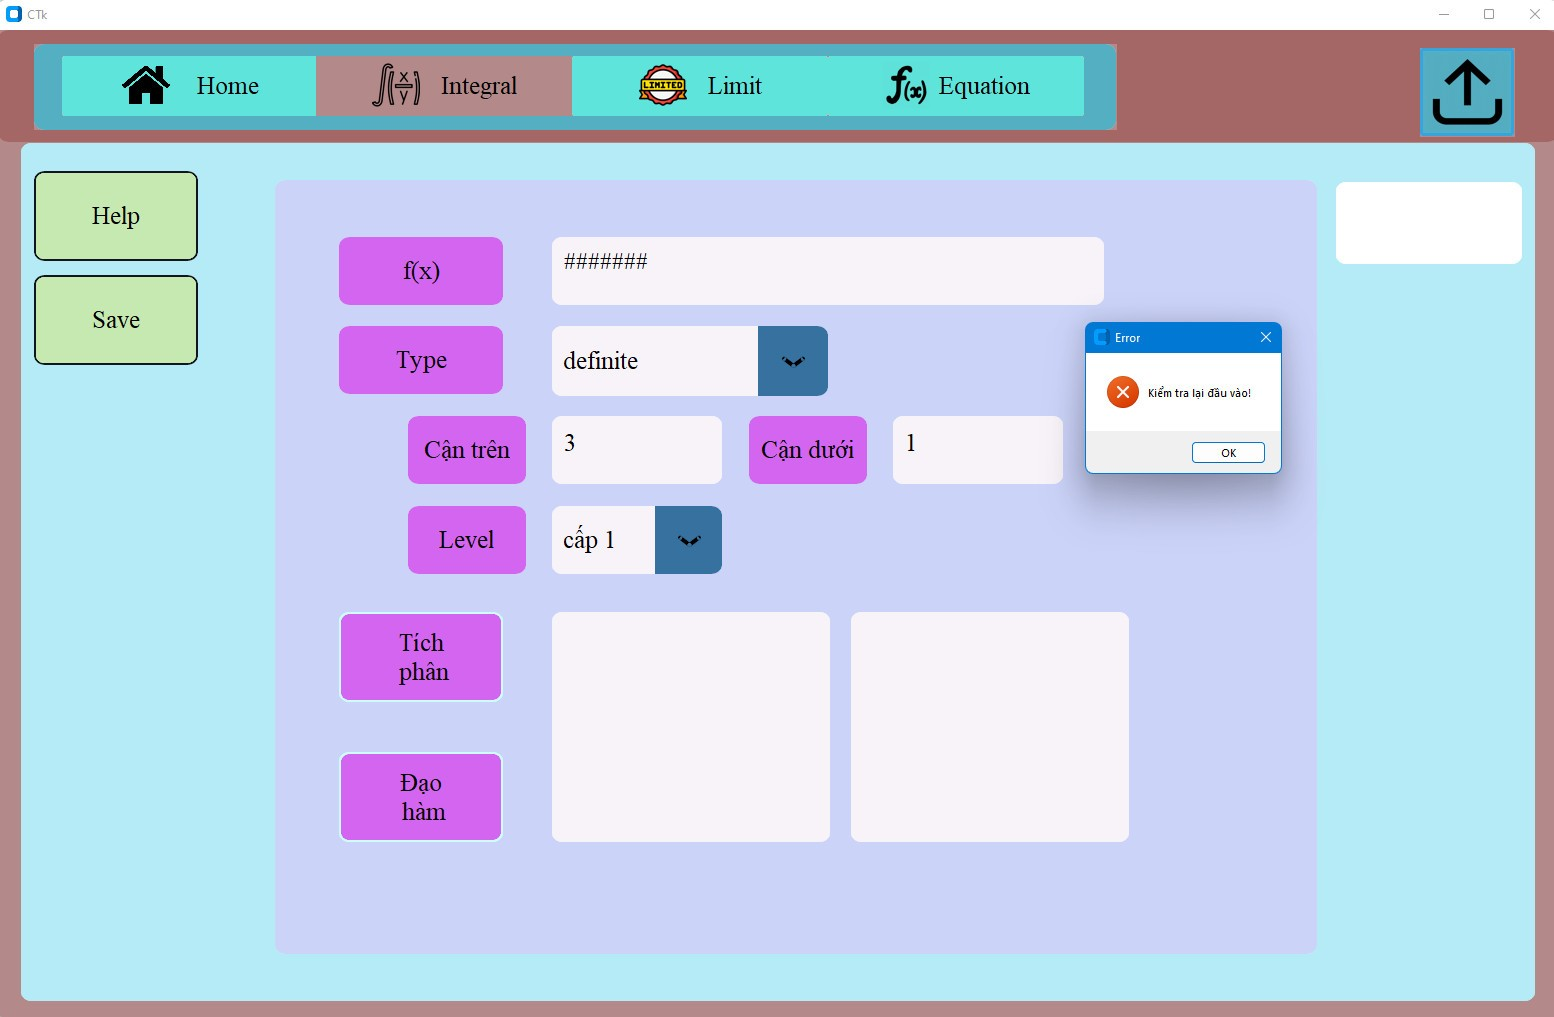 CTk
Home
Integral
x
y
LIMITED
Limit
f(x)
Equation
Help
Save
f(x)
#######
Type
definite
Error
Kiểm tra lại đầu vào!
OK
Cận trên
3
Cận dưới
1
Level
cấp 1
Tích
phân
Đạo
hàm